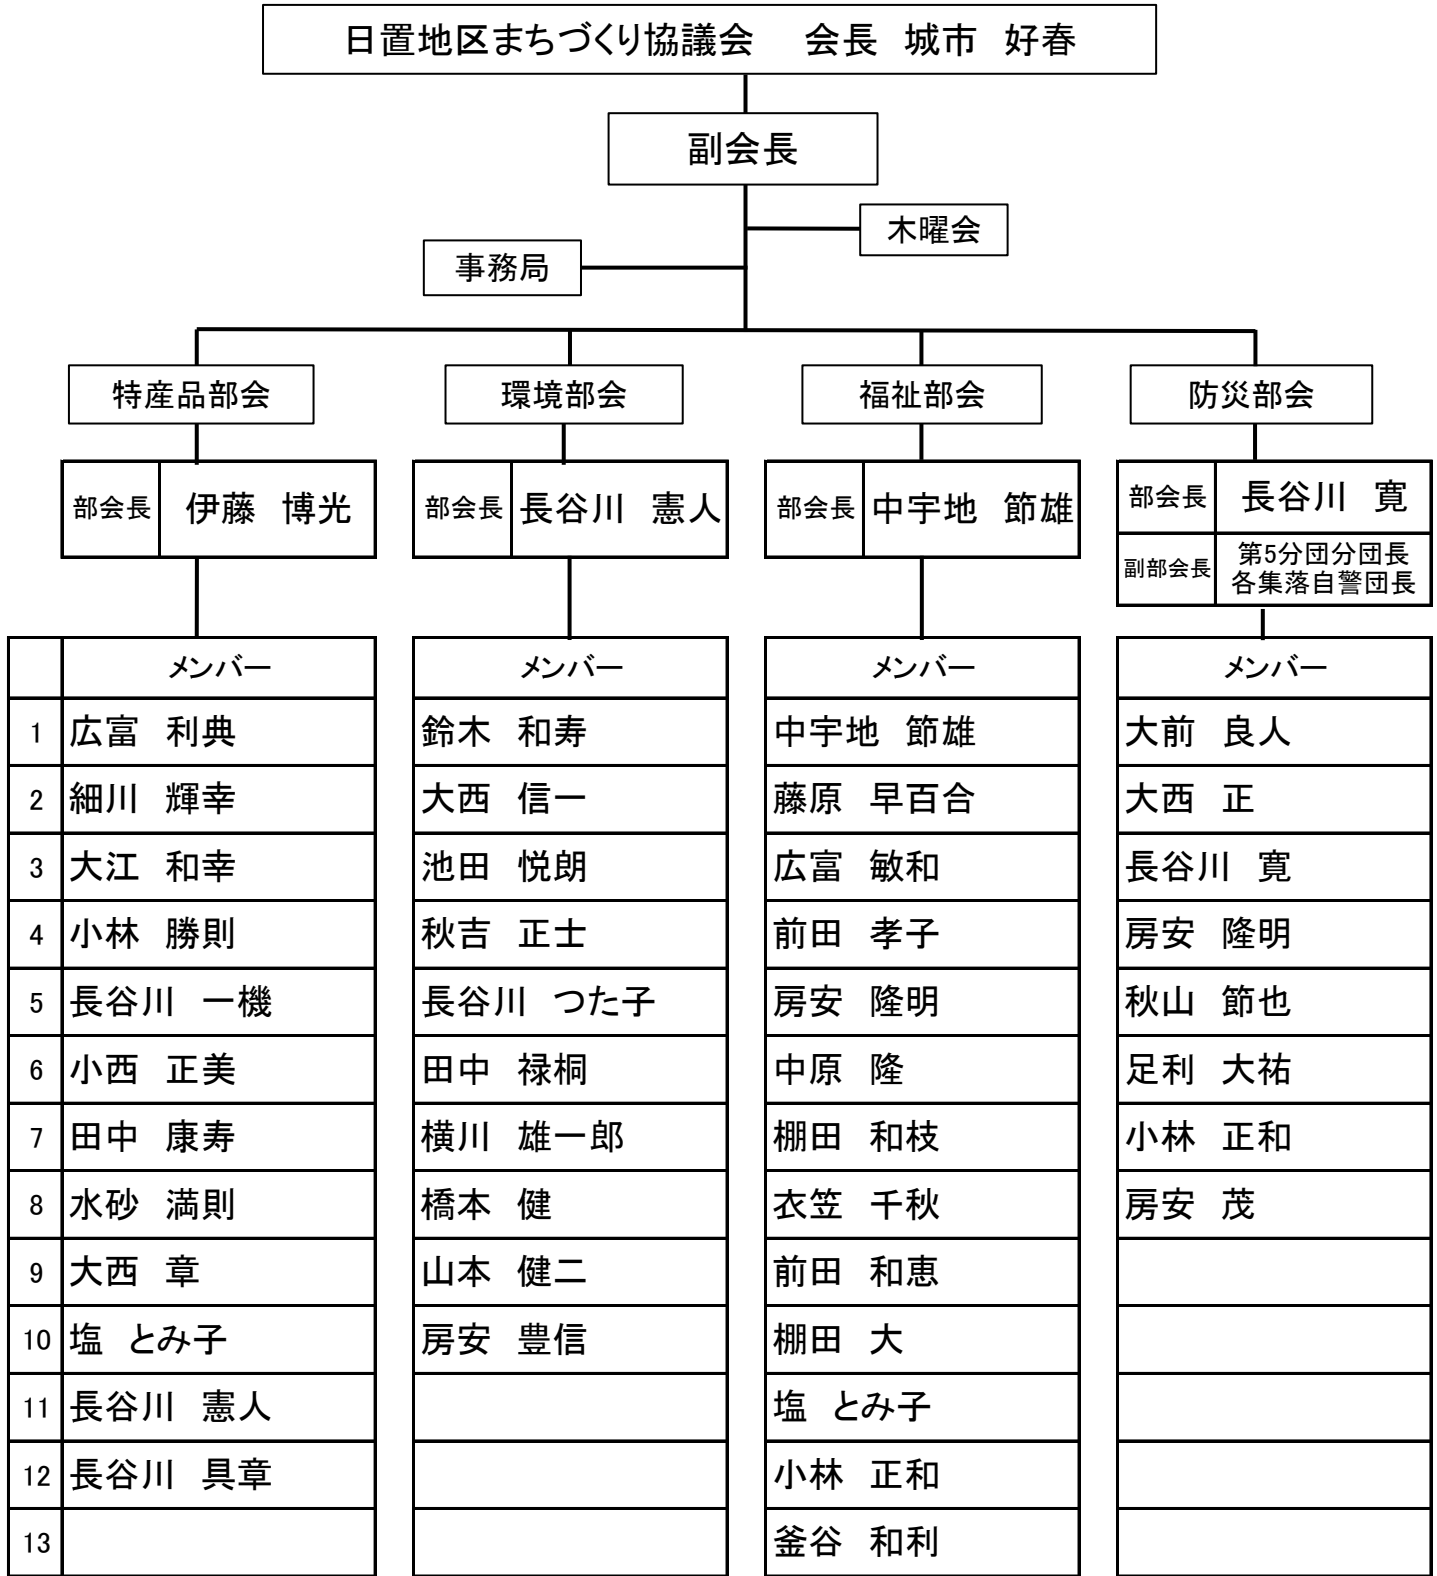 日置地区まちづくり協議会　会長 城市 好春
副会長
木曜会
事務局
特産品部会 環境部会 福祉部会 防災部会
部会長 伊藤 博光 部会長 長谷川 憲人 部会長 中宇地 節雄 部会長 長谷川 寛
副部会長 第5分団分団長
各集落自警団長
メンバー メンバー メンバー メンバー
1 広富 利典 鈴木 和寿 中宇地 節雄 大前 良人
2 細川 輝幸 大西 信一 藤原 早百合 大西 正
3 大江 和幸 池田 悦朗 広富 敏和 長谷川 寛
4 小林 勝則 秋吉 正士 前田 孝子 房安 隆明
5 長谷川 一機 長谷川 つた子 房安 隆明 秋山 節也
6 小西 正美 田中 禄桐 中原 隆 足利 大祐
7 田中 康寿 横川 雄一郎 棚田 和枝 小林 正和
8 水砂 満則 橋本 健 衣笠 千秋 房安 茂
9 大西 章 山本 健二 前田 和恵
10 塩 とみ子 房安 豊信 棚田 大
11 長谷川 憲人 塩 とみ子
12 長谷川 具章 小林 正和
13 釜谷 和利